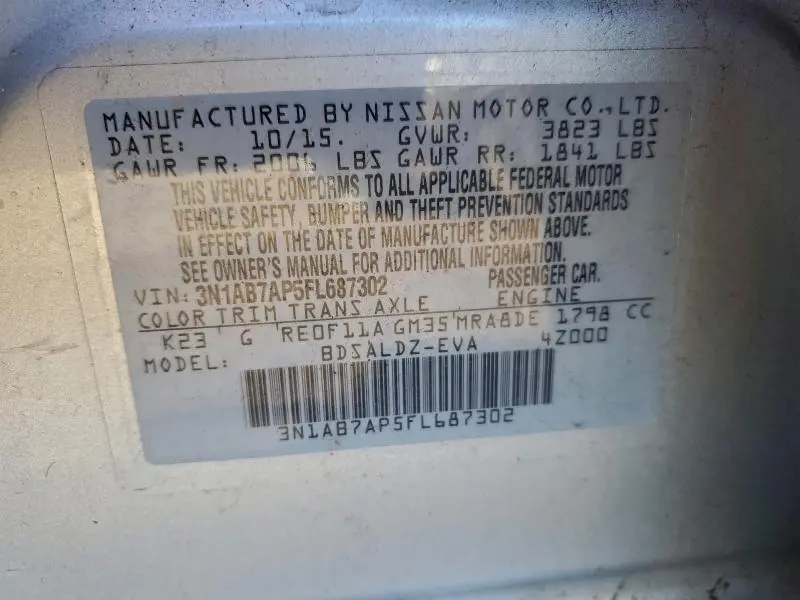 MANUFACTURED BY NISSAN MOTOR CO., LTD.
DATE: 10/15. GVWR: 3823 LBS
GAWR FR: 2006 LBS GAWR RR: 1841 LBS
THIS VEHICLE CONFORMS TO ALL APPLICABLE FEDERAL MOTOR
VEHICLE SAFETY, BUMPER AND THEFT PREVENTION STANDARDS
IN EFFECT ON THE DATE OF MANUFACTURE SHOWN ABOVE.
SEE OWNER'S MANUAL FOR ADDITIONAL INFORMATION.
VIN: 3N1AB7AP5FL687302 PASSENGER CAR.
COLOR TRIM TRANS AXLE ENGINE
K23 G RE0F11A GM35 MRA8DE 1798 CC
MODEL: BDSALDZ-EVA 4Z000
3N1AB7AP5FL687302